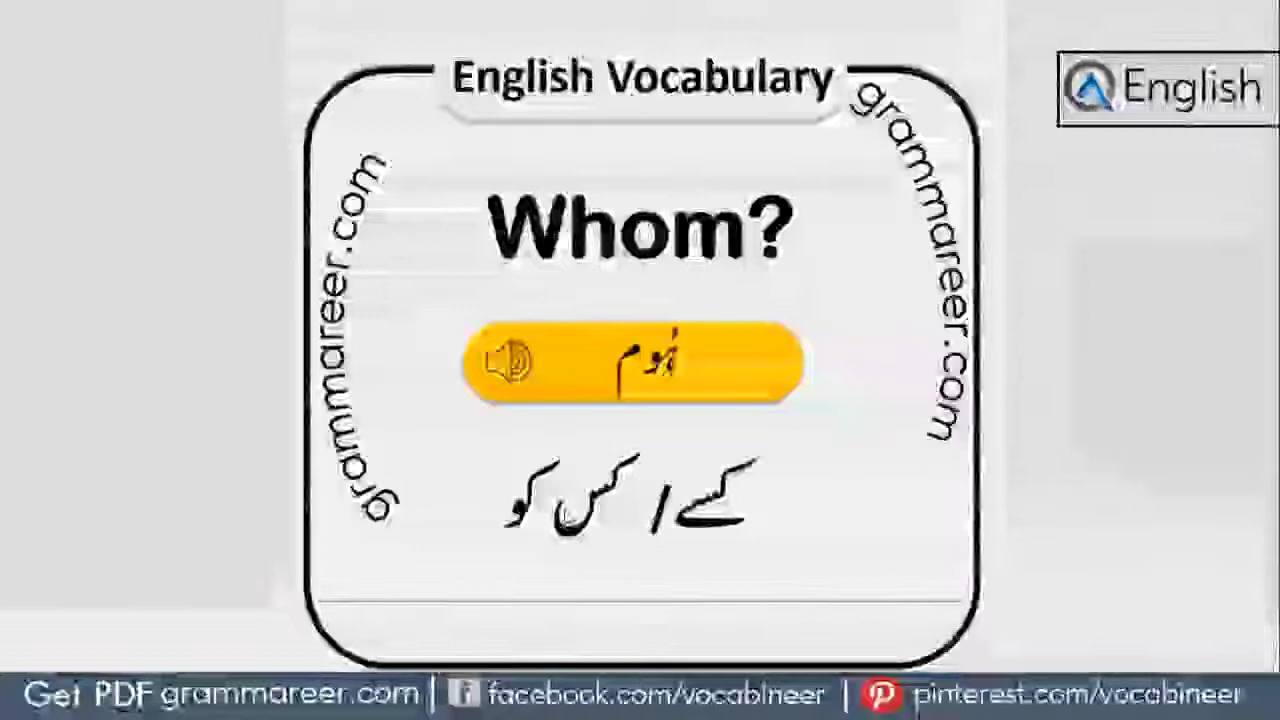 English Vocabulary
English
grammareer.com
grammareer.com
Whom?
ہُوم
کسے / کس کو
Get PDF grammareer.com | facebook.com/vocabineer | pinterest.com/vocabineer